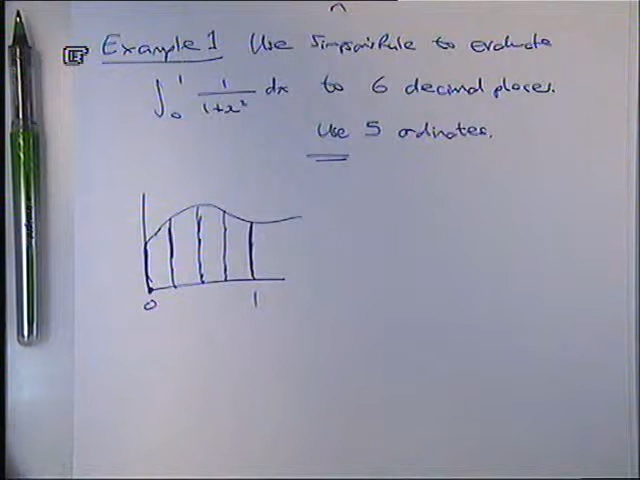 Example 1 Use Simpson's Rule to evaluate
∫₀¹ 1/(1+x²) dx to 6 decimal places.
Use 5 ordinates.
0 1